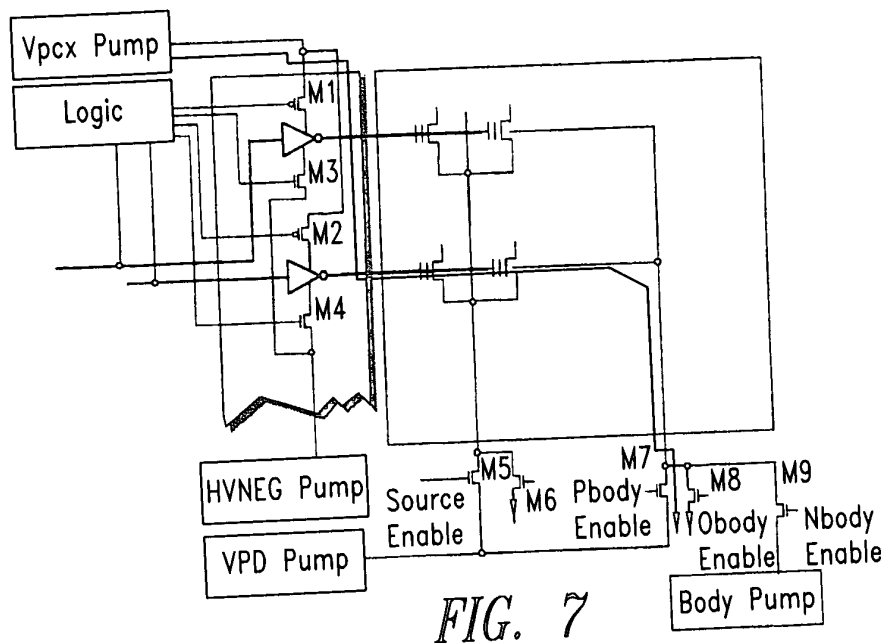 Vpcx Pump
Logic
M1
M3
M2
M4
HVNEG Pump
VPD Pump
Source
Enable
M5
M6
Pbody
Enable
M7
M8
Obody
Enable
M9
Nbody
Enable
Body Pump
FIG. 7